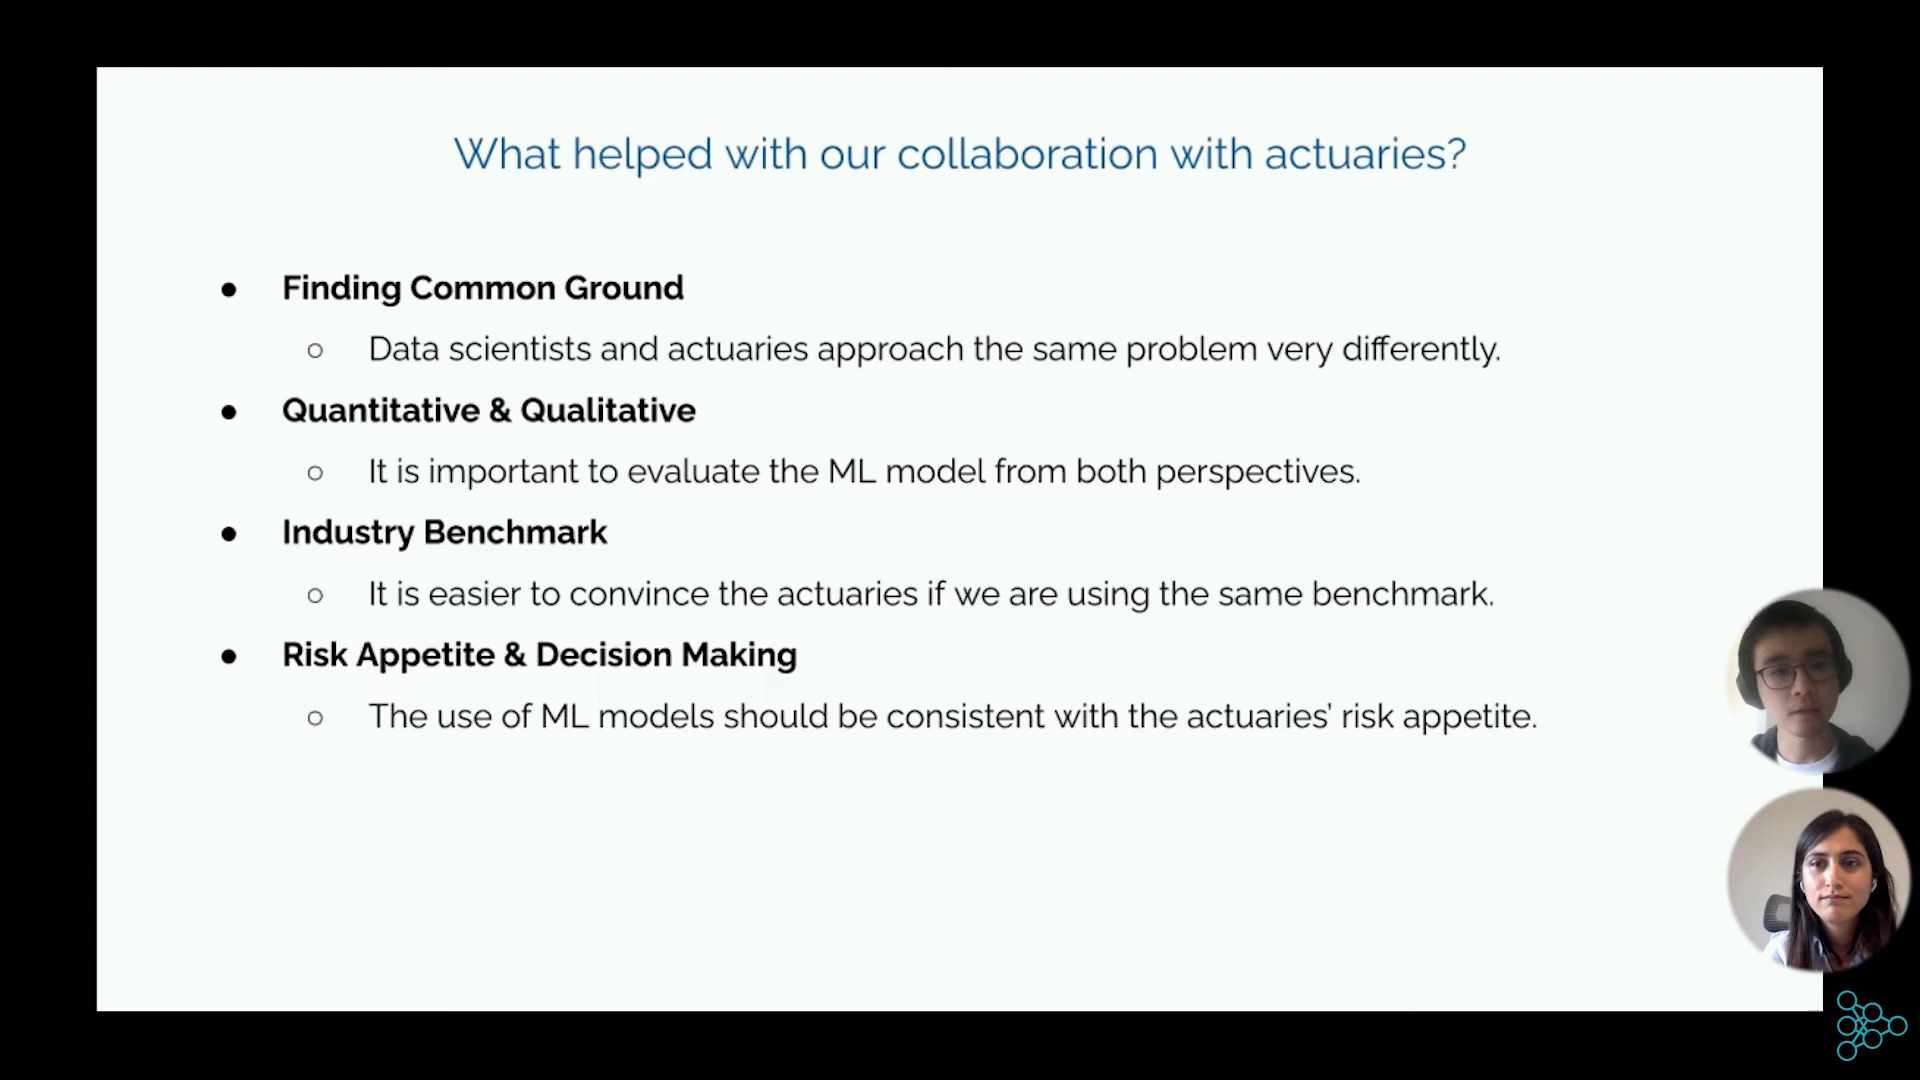 What helped with our collaboration with actuaries?
● Finding Common Ground
○ Data scientists and actuaries approach the same problem very differently.
● Quantitative & Qualitative
○ It is important to evaluate the ML model from both perspectives.
● Industry Benchmark
○ It is easier to convince the actuaries if we are using the same benchmark.
● Risk Appetite & Decision Making
○ The use of ML models should be consistent with the actuaries’ risk appetite.